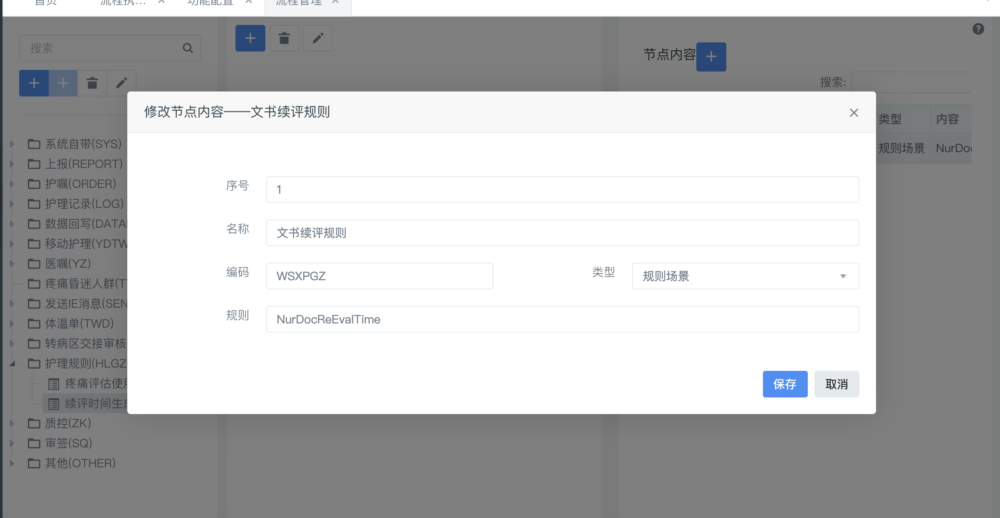 首页
流程执...
功能配置
流程管理
搜索
节点内容
搜索:
类型
内容
规则场景
NurDoc
系统自带(SYS)
上报(REPORT)
护嘱(ORDER)
护理记录(LOG)
数据回写(DATA
移动护理(YDTW
医嘱(YZ)
疼痛昏迷人群(T
发送IE消息(SEN
体温单(TWD)
转病区交接审核
护理规则(HLGZ
疼痛评估使用
续评时间生成
质控(ZK)
审签(SQ)
其他(OTHER)
修改节点内容——文书续评规则
序号
1
名称
文书续评规则
编码
WSXPGZ
类型
规则场景
规则
NurDocReEvalTime
保存
取消